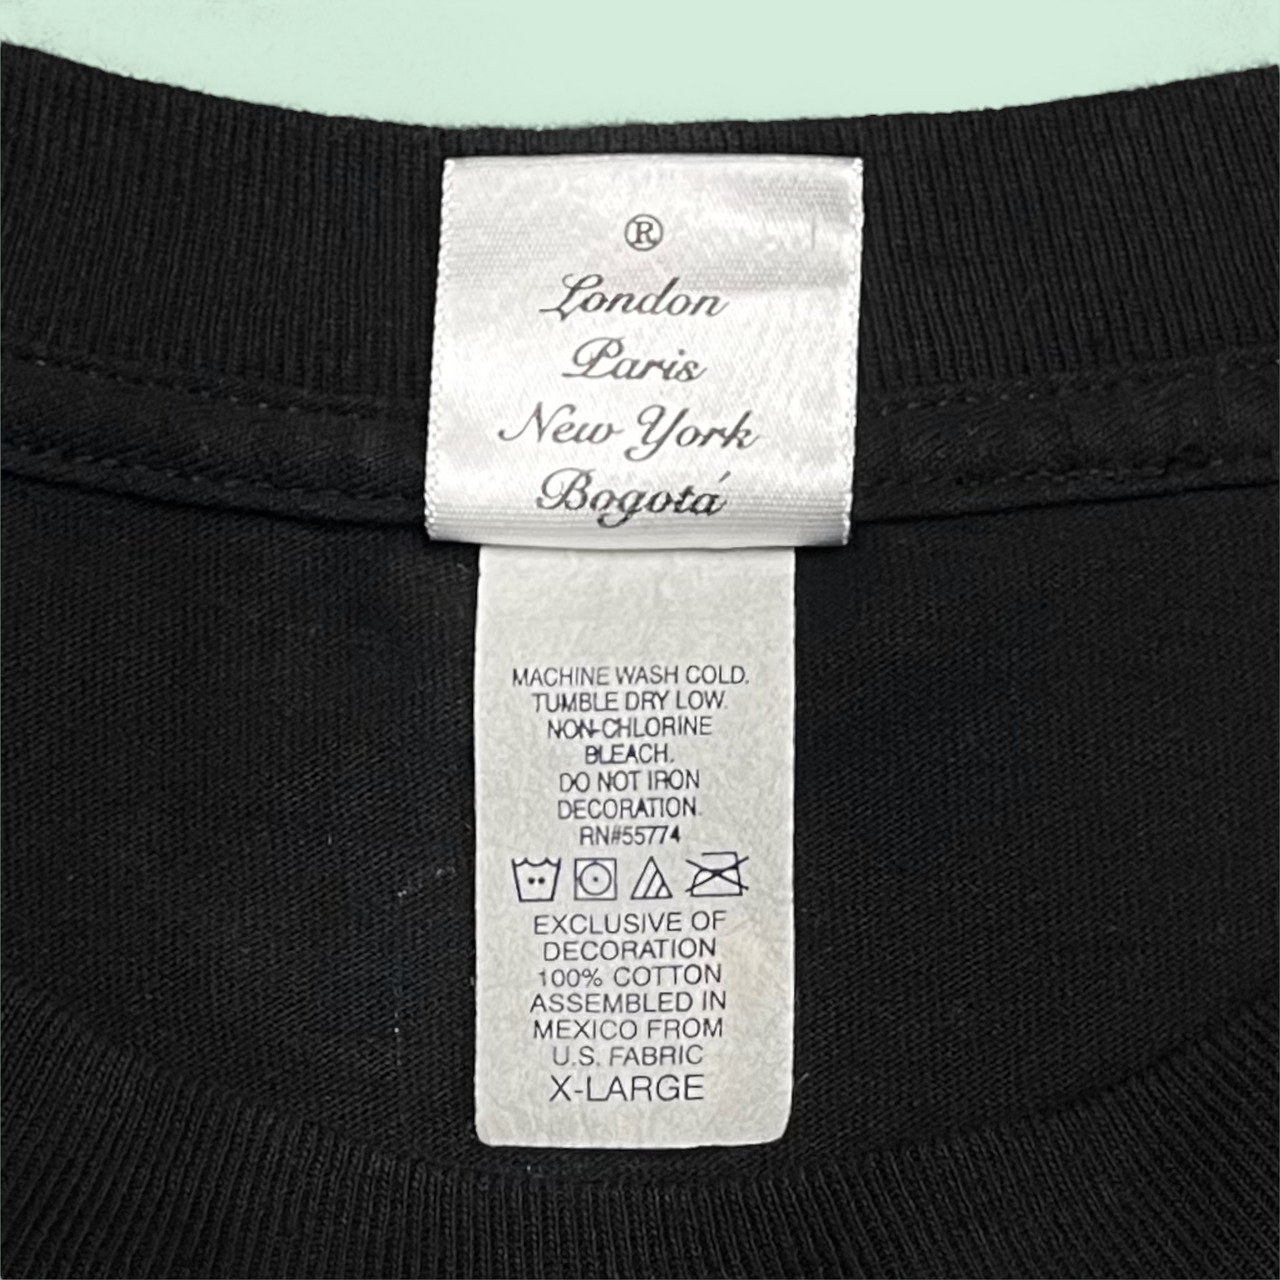 ®
London
Paris
New York
Bogotá
MACHINE WASH COLD.
TUMBLE DRY LOW.
NON-CHLORINE
BLEACH.
DO NOT IRON
DECORATION.
RN#55774
EXCLUSIVE OF
DECORATION
100% COTTON
ASSEMBLED IN
MEXICO FROM
U.S. FABRIC
X-LARGE